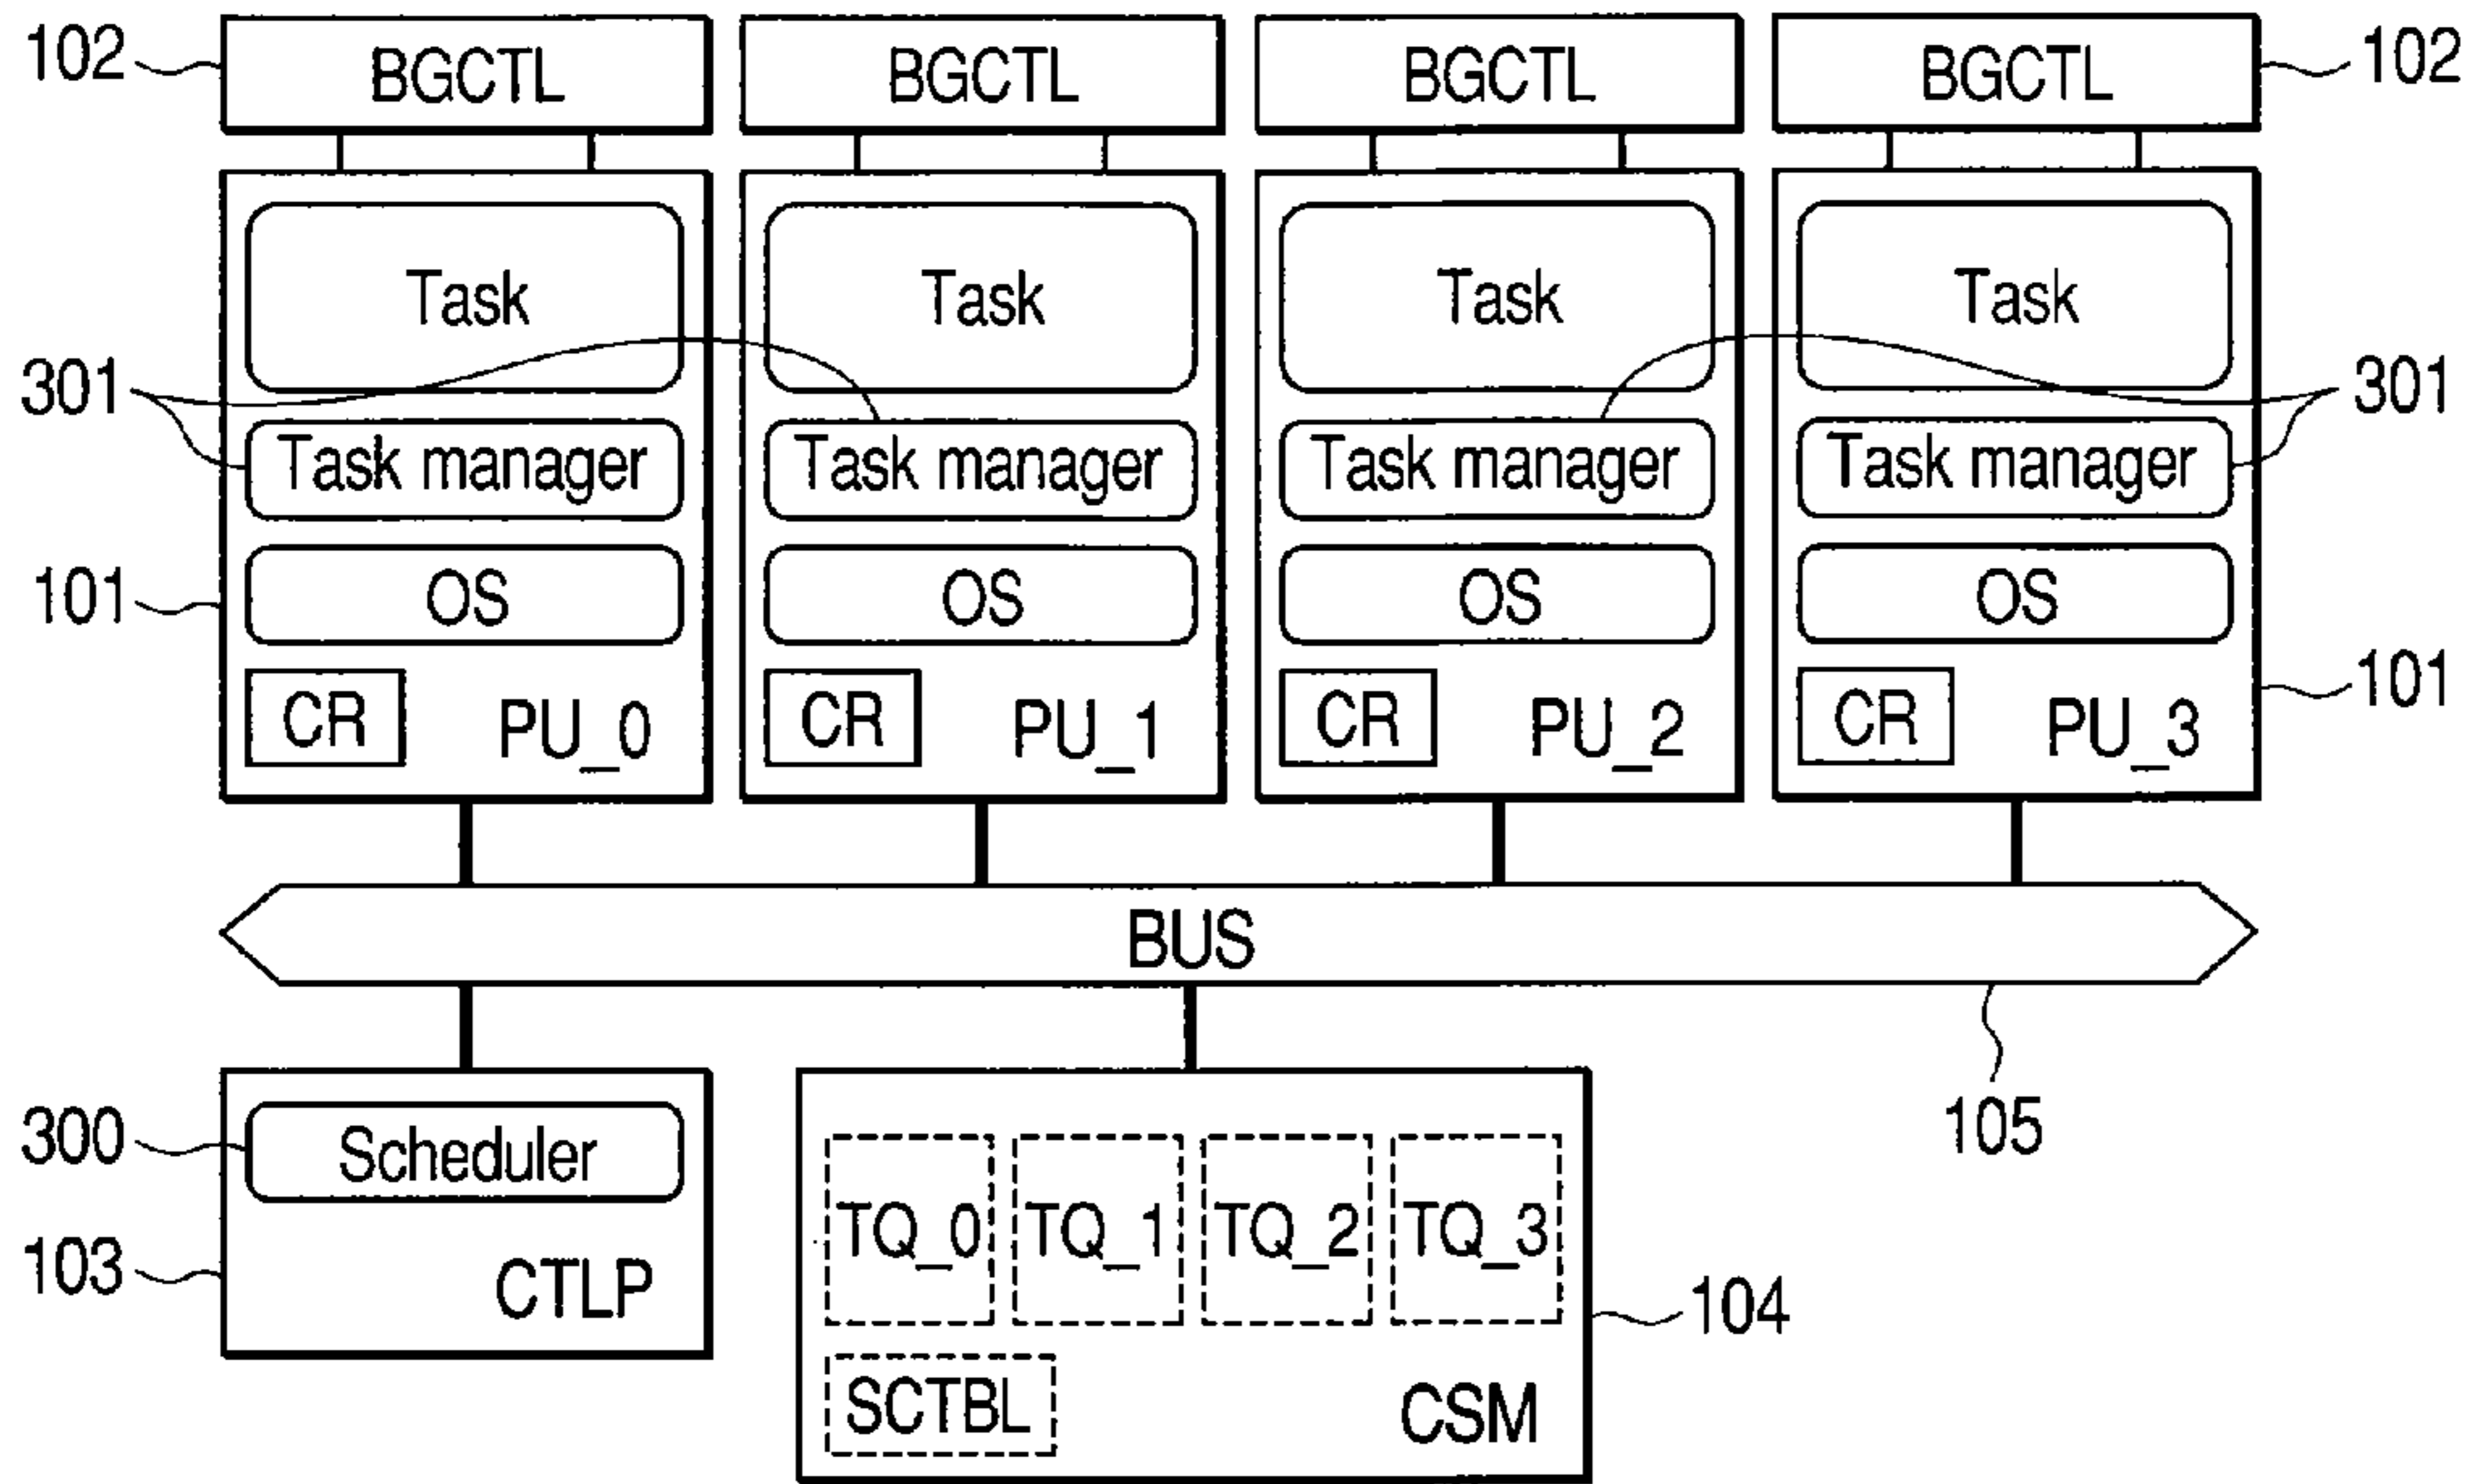 102 BGCTL BGCTL BGCTL BGCTL 102
Task Task Task Task
301 Task manager Task manager Task manager Task manager 301
101 OS OS OS OS
CR PU_0 CR PU_1 CR PU_2 CR PU_3 101
BUS
300 Scheduler 105
103 CTLP TQ_0 TQ_1 TQ_2 TQ_3 104
SCTBL CSM